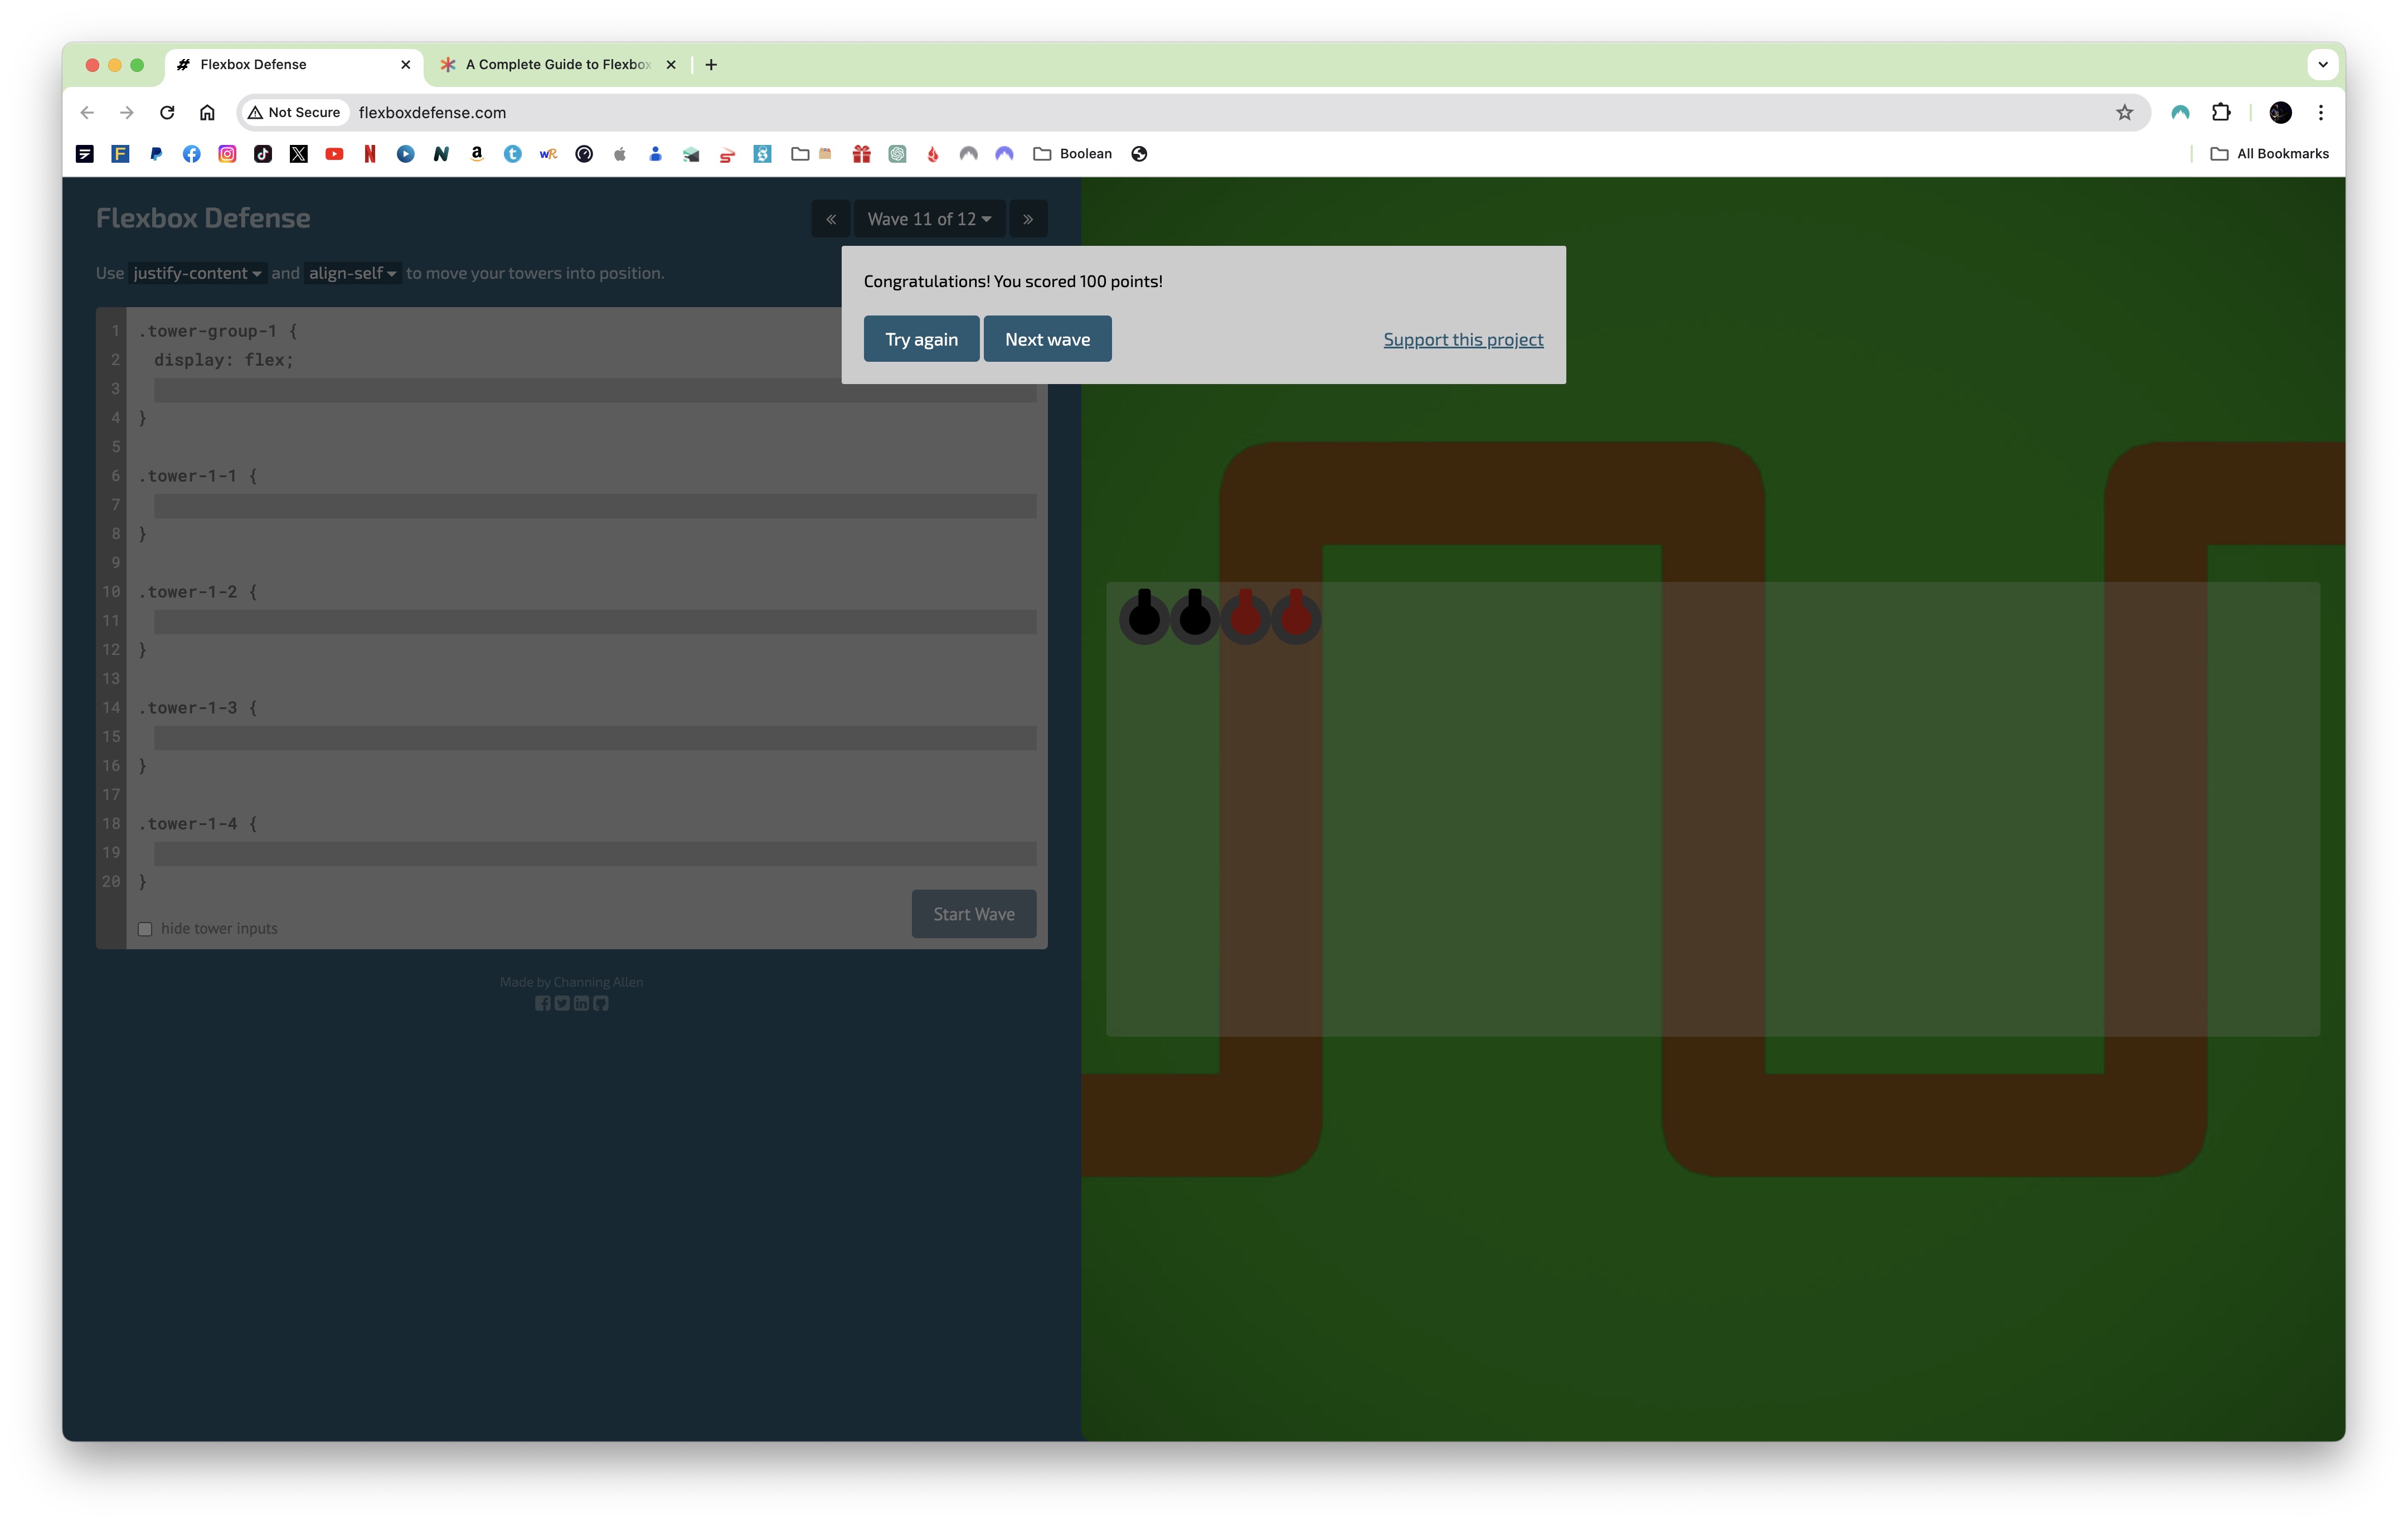 Flexbox Defense
A Complete Guide to Flexbox
Not Secure
flexboxdefense.com
Boolean
All Bookmarks
Flexbox Defense
« Wave 11 of 12 »
Use justify-content and align-self to move your towers into position.
Congratulations! You scored 100 points!
Try again
Next wave
Support this project
1 .tower-group-1 {
2 display: flex;
3
4 }
5
6 .tower-1-1 {
7
8 }
9
10 .tower-1-2 {
11
12 }
13
14 .tower-1-3 {
15
16 }
17
18 .tower-1-4 {
19
20 }
hide tower inputs
Start Wave
Made by Channing Allen